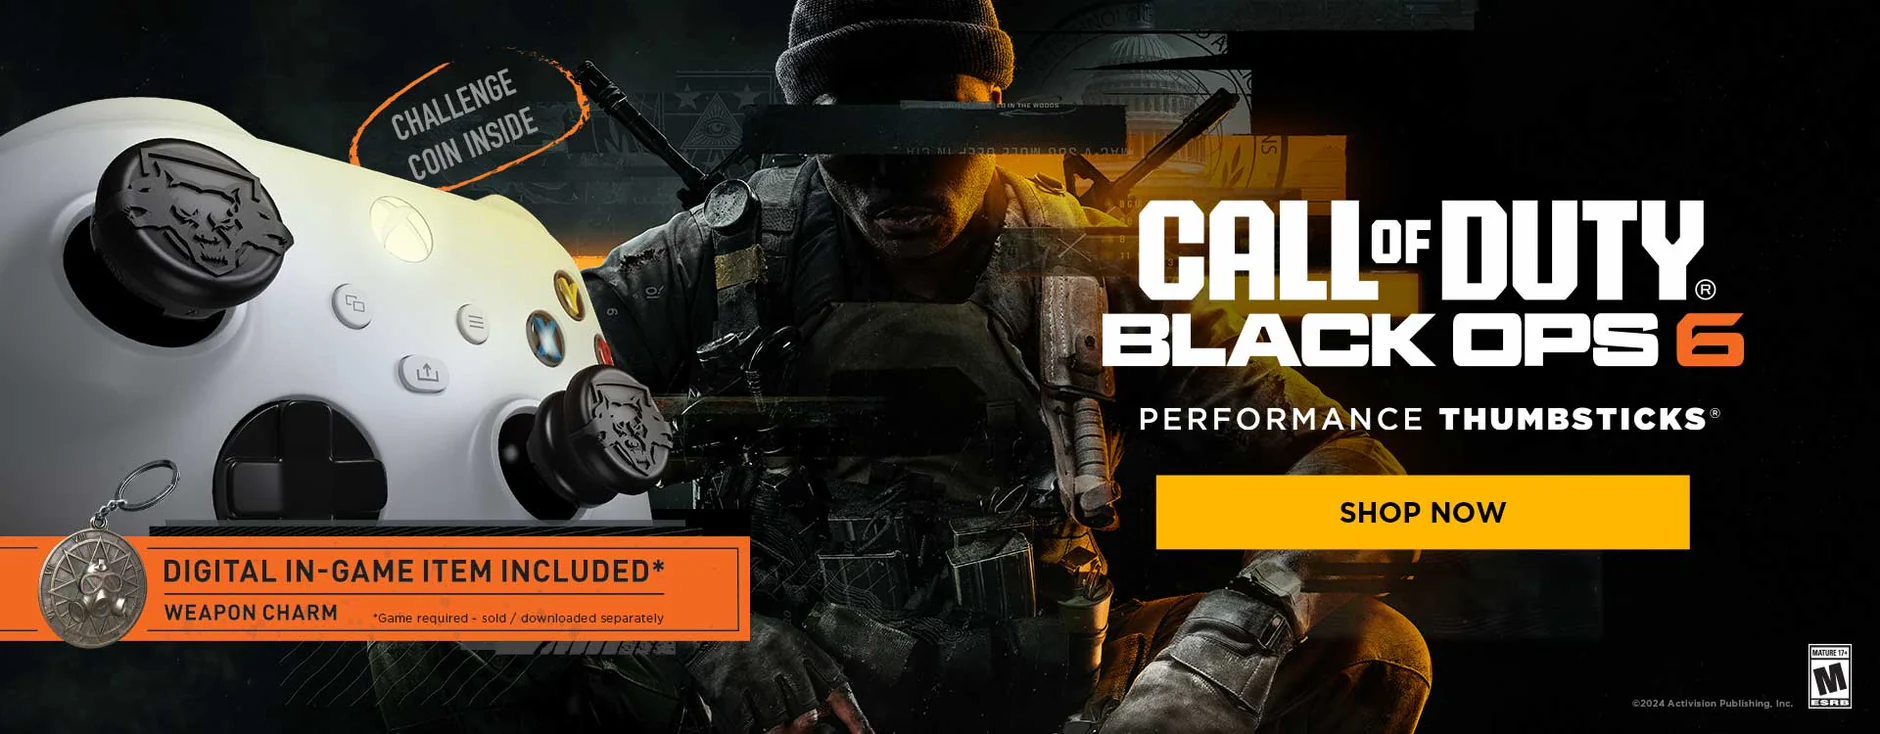 CHALLENGE
COIN INSIDE
CALL OF DUTY®
BLACK OPS 6
PERFORMANCE THUMBSTICKS®
SHOP NOW
Y
X
DIGITAL IN-GAME ITEM INCLUDED*
WEAPON CHARM
*Game required - sold / downloaded separately
©2024 Activision Publishing, Inc.
MATURE 17+
M
ESRB